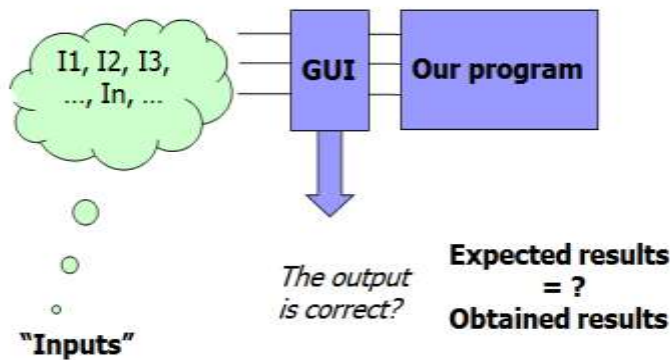 I1, I2, I3,
..., In, ...
GUI
Our program
The output
is correct?
Expected results
= ?
Obtained results
“Inputs”